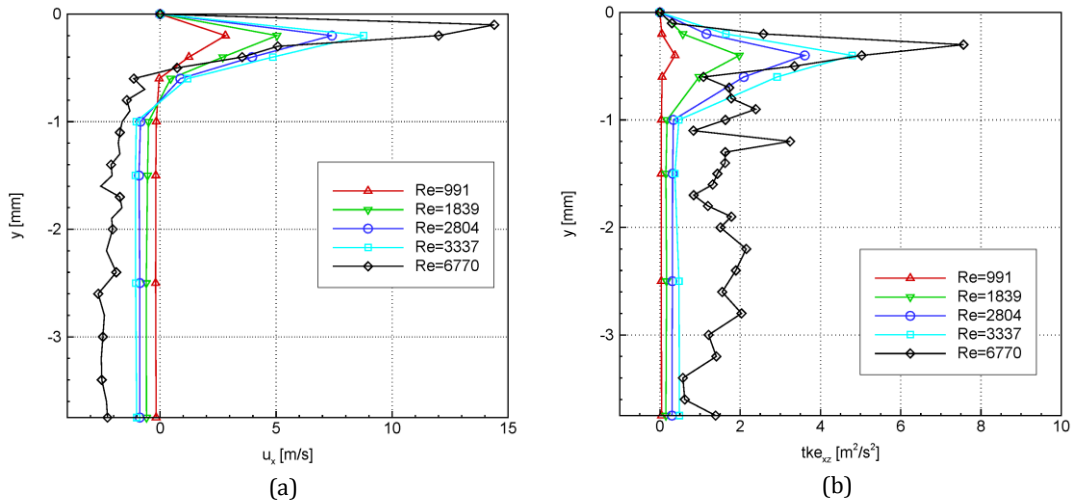 0
-1
-2
-3
y [mm]
0
5
10
15
u_x [m/s]
Re=991
Re=1839
Re=2804
Re=3337
Re=6770
(a)
0
-1
-2
-3
y [mm]
0
2
4
6
8
10
tke_xz [m²/s²]
Re=991
Re=1839
Re=2804
Re=3337
Re=6770
(b)